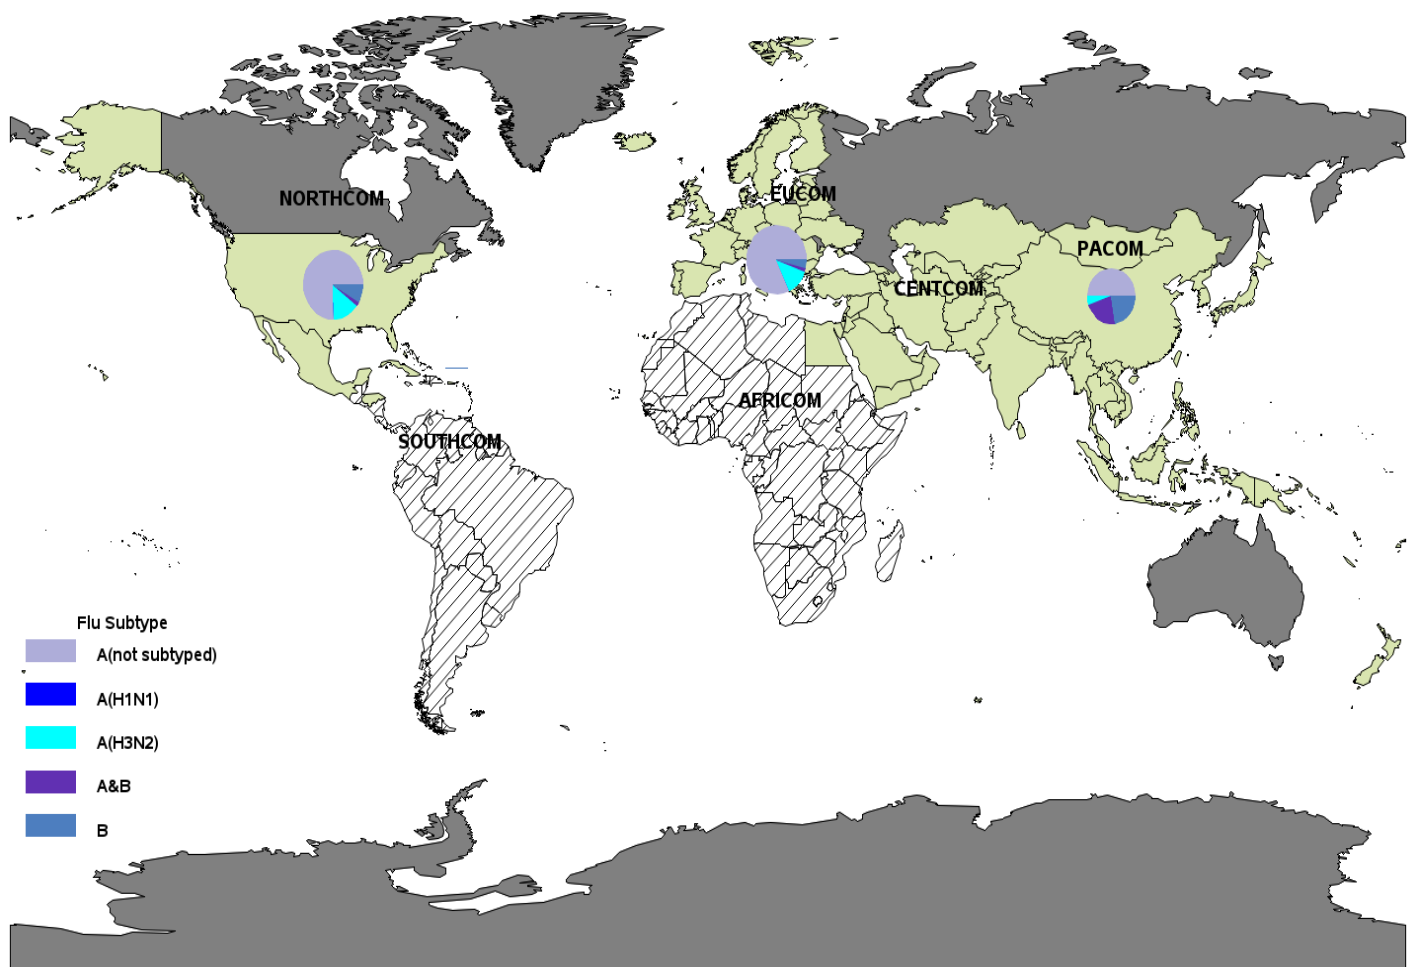 NORTHCOM
EUCOM
PACOM
CENTCOM
AFRICOM
SOUTHCOM
Flu Subtype
A(not subtyped)
A(H1N1)
A(H3N2)
A&B
B